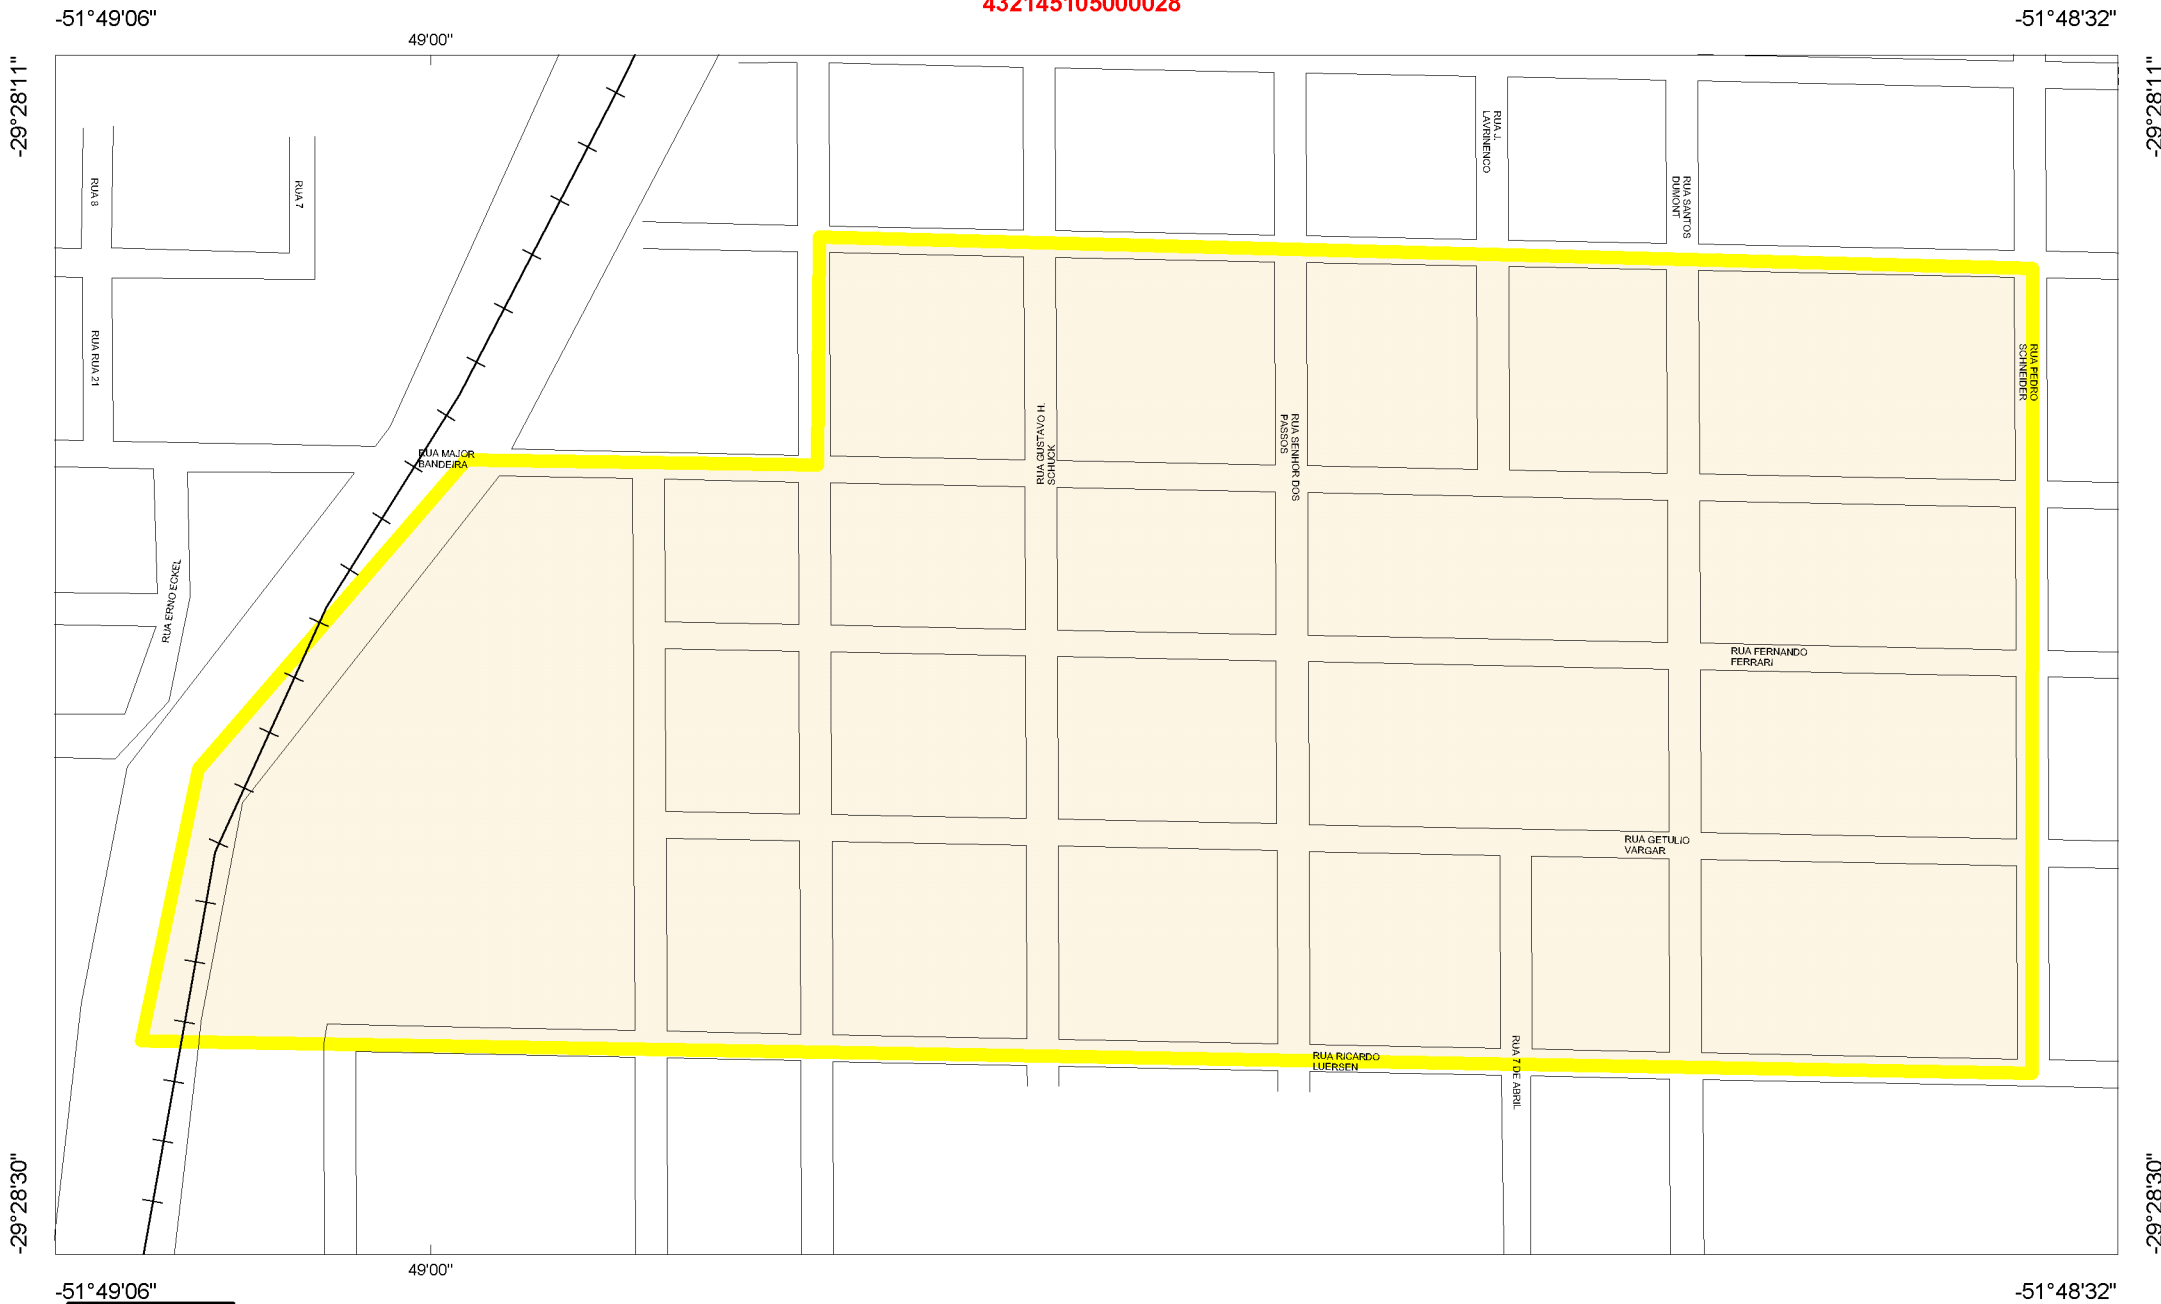 432145105000028
-51°49'06"
-51°48'32"
49'00"
-29°28'11"
-29°28'11"
RUA J.
LAVRINENCO
RUA 8
RUA 7
RUA SANTOS
DUMONT
RUA RUA 21
RUA PEDRO
SCHNEIDER
RUA GUSTAVO H.
SCHUCK
RUA SENHOR DOS
PASSOS
RUA MAJOR
BANDEIRA
RUA ERNO ECKEL
RUA FERNANDO
FERRARI
RUA GETULIO
VARGAR
RUA RICARDO
LUERSEN
RUA 7 DE ABRIL
-29°28'30"
-29°28'30"
49'00"
-51°49'06"
-51°48'32"